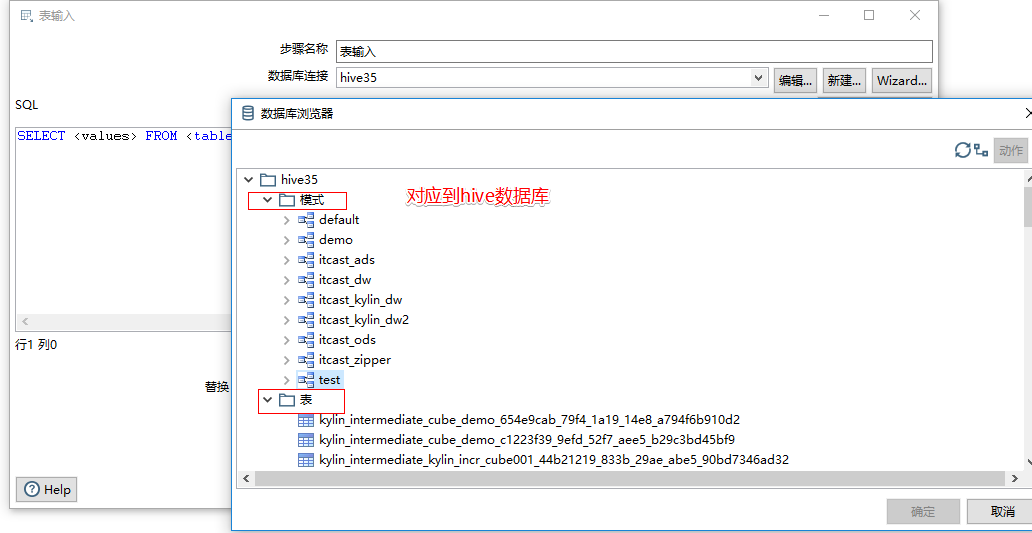 表输入
步骤名称
表输入
数据库连接
hive35
编辑...
新建...
Wizard...
SQL
SELECT <values> FROM <table
行1 列0
替换
Help
数据库浏览器
动作
hive35
模式
对应到hive数据库
default
demo
itcast_ads
itcast_dw
itcast_kylin_dw
itcast_kylin_dw2
itcast_ods
itcast_zipper
test
表
kylin_intermediate_cube_demo_654e9cab_79f4_1a19_14e8_a794f6b910d2
kylin_intermediate_cube_demo_c1223f39_9efd_52f7_aee5_b29c3bd45bf9
kylin_intermediate_kylin_incr_cube001_44b21219_833b_29ae_abe5_90bd7346ad32
确定
取消